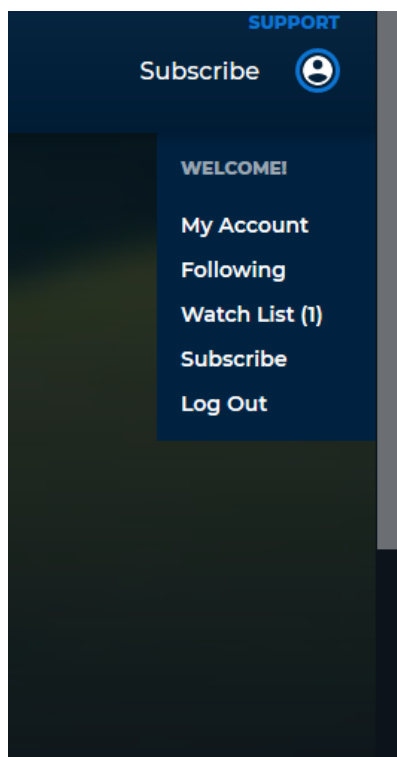 SUPPORT
Subscribe
WELCOME!
My Account
Following
Watch List (1)
Subscribe
Log Out